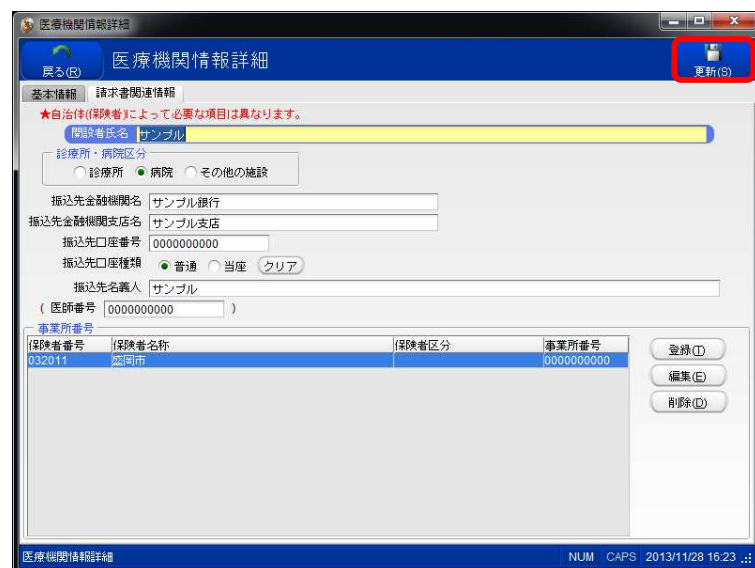 医療機関情報詳細
戻る(R) 医療機関情報詳細 更新(S)
基本情報 請求書関連情報
★自治体(保険者)によって必要な項目は異なります。
開設者氏名 サンプル
診療所・病院区分
診療所 病院 その他の施設
振込先金融機関名 サンプル銀行
振込先金融機関支店名 サンプル支店
振込先口座番号 0000000000
振込先口座種類 普通 当座 クリア
振込先名義人 サンプル
( 医師番号 0000000000 )
事業所番号
保険者番号 保険者名称 保険者区分 事業所番号
032011 盛岡市 0000000000
登録(T)
編集(E)
削除(D)
医療機関情報詳細 NUM CAPS 2013/11/28 16:23